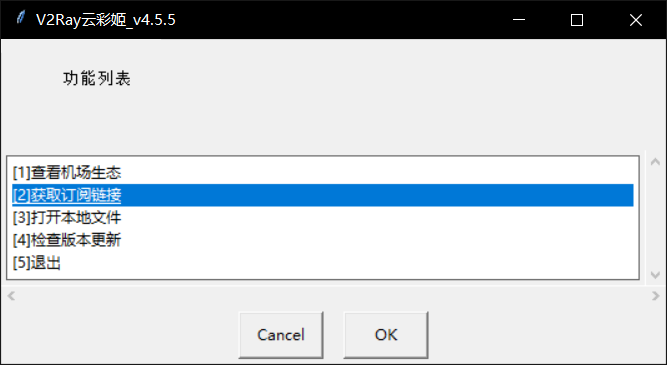 V2Ray云彩姬_v4.5.5
功能列表
[1]查看机场生态
[2]获取订阅链接
[3]打开本地文件
[4]检查版本更新
[5]退出
Cancel OK